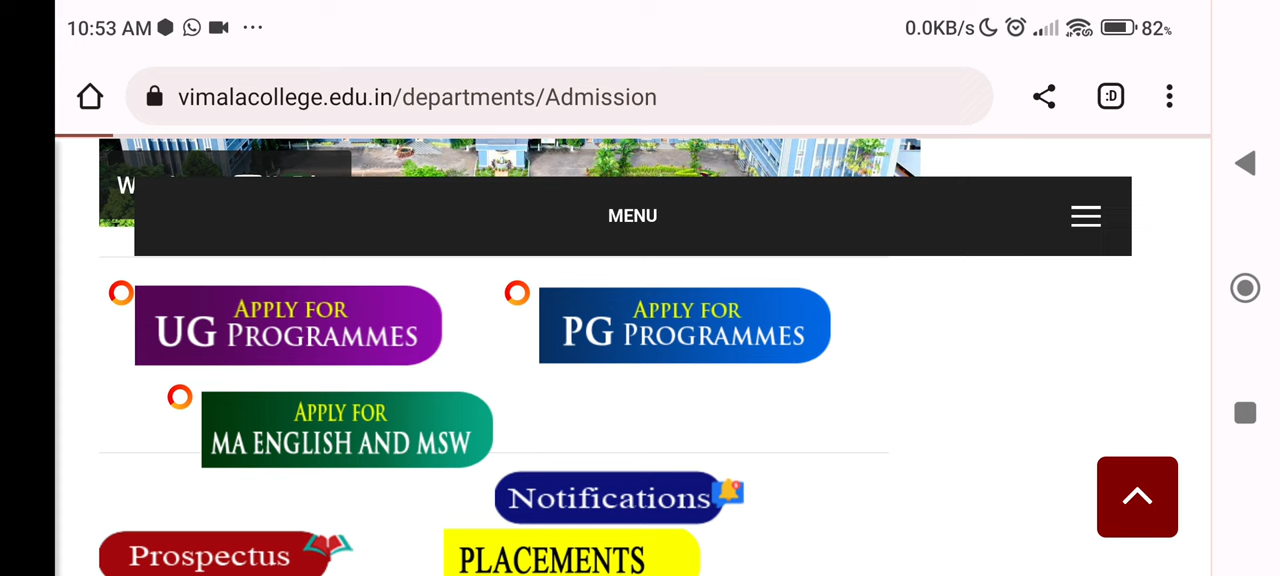 10:53 AM ... 0.0KB/s 82%
vimalacollege.edu.in/departments/Admission
:D
W
MENU
APPLY FOR
UG PROGRAMMES
APPLY FOR
PG PROGRAMMES
APPLY FOR
MA ENGLISH AND MSW
Notifications
Prospectus
PLACEMENTS